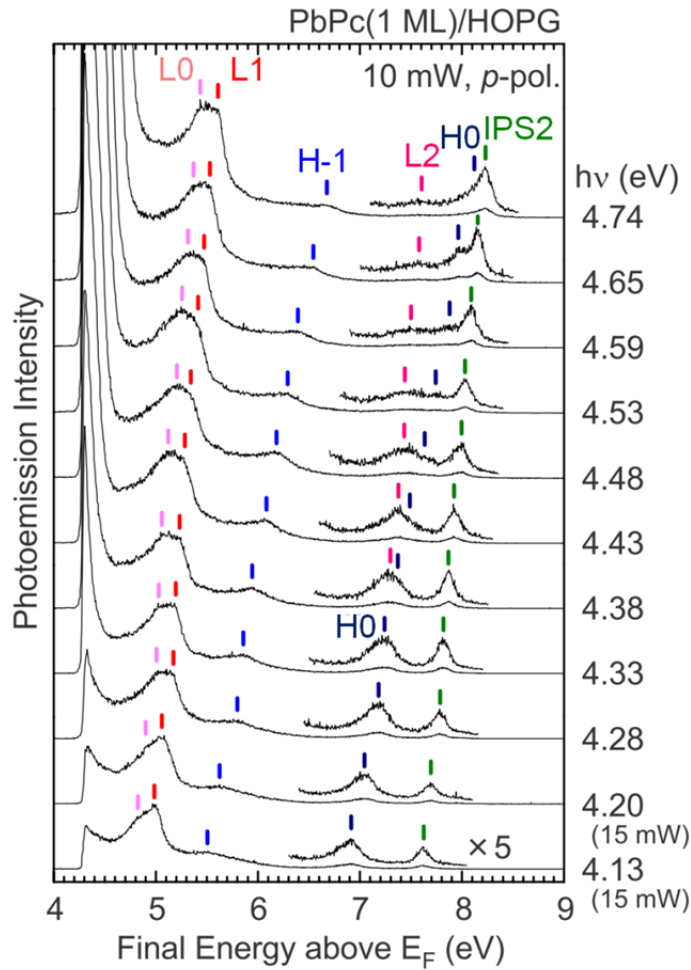 PbPc(1 ML)/HOPG
10 mW, p-pol.
L0 L1
H-1
L2
H0
IPS2
hν (eV)
4.74
4.65
4.59
4.53
4.48
4.43
4.38
H0
4.33
4.28
4.20
(15 mW)
×5
4.13
(15 mW)
Photoemission Intensity
4 5 6 7 8 9
Final Energy above EF (eV)